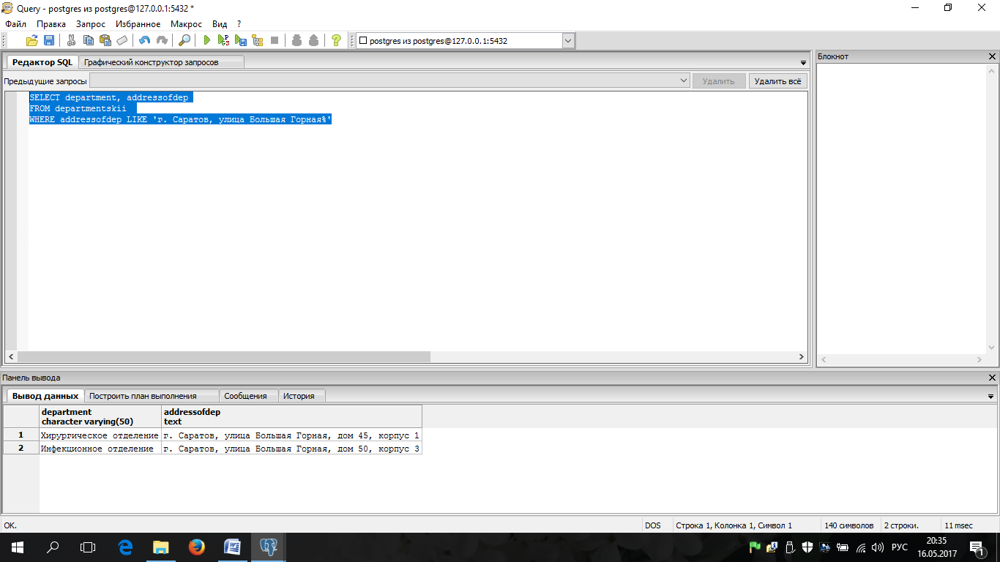 Query - postgres из postgres@127.0.0.1:5432 *
Файл Правка Запрос Избранное Макрос Вид ?
postgres из postgres@127.0.0.1:5432
Редактор SQL Графический конструктор запросов
Блокнот
Предыдущие запросы Удалить Удалить всё
SELECT department, addressofdep
FROM departmentskii
WHERE addressofdep LIKE 'г. Саратов, улица Большая Горная%'
Панель вывода
Вывод данных Построить план выполнения Сообщения История
department addressofdep
character varying(50) text
1 Хирургическое отделение г. Саратов, улица Большая Горная, дом 45, корпус 1
2 Инфекционное отделение г. Саратов, улица Большая Горная, дом 50, корпус 3
OK. DOS Строка 1, Колонка 1, Символ 1 140 символов 2 строки. 11 msec
РУС 20:35
16.05.2017 1